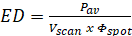 ED = P_av / (V_scan x Φ_spot)